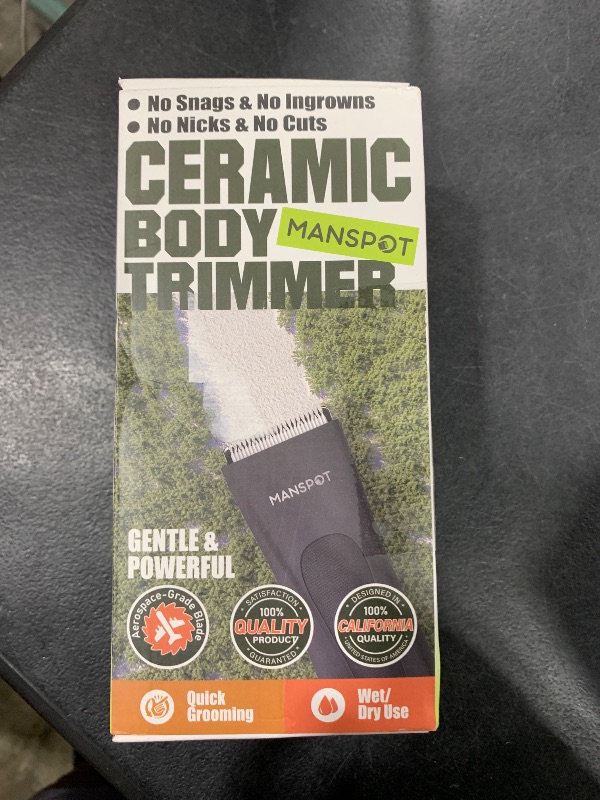 ● No Snags & No Ingrowns
● No Nicks & No Cuts
CERAMIC
BODY
MANSPOT
TRIMMER
MANSPOT
GENTLE &
POWERFUL
Aerospace-Grade Blade
SATISFACTION
100%
QUALITY
PRODUCT
GUARANTEED
DESIGNED IN
100%
CALIFORNIA
QUALITY
UNITED STATES OF AMERICA
Quick
Grooming
Wet/
Dry Use